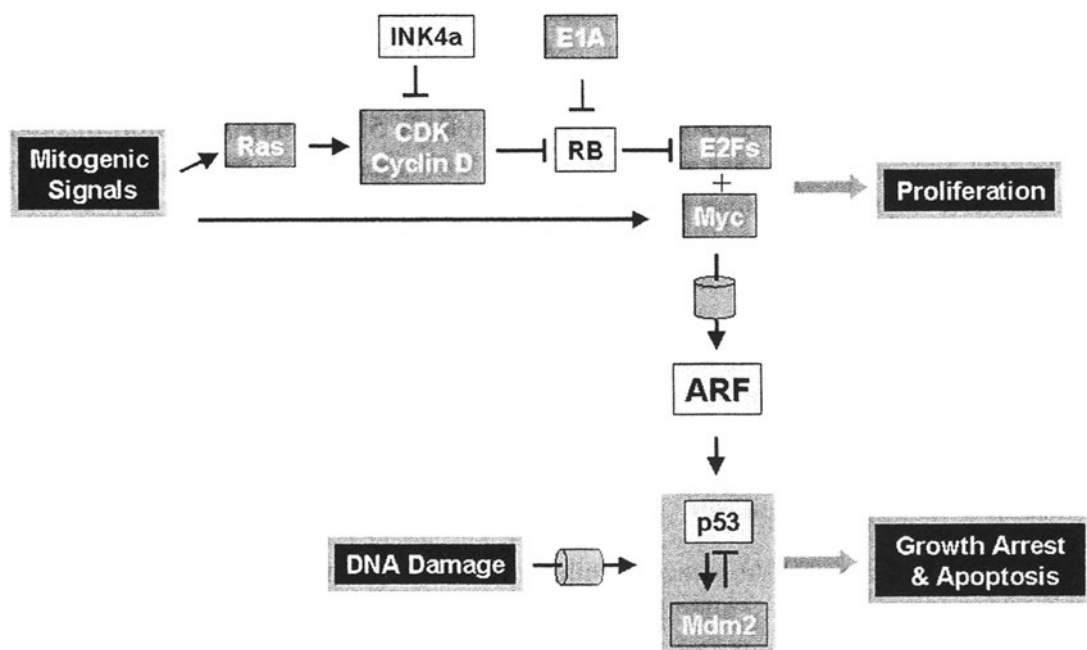 INK4a
E1A
Mitogenic
Signals
Ras
CDK
Cyclin D
RB
E2Fs
+
Myc
Proliferation
ARF
p53
DNA Damage
Growth Arrest
& Apoptosis
Mdm2